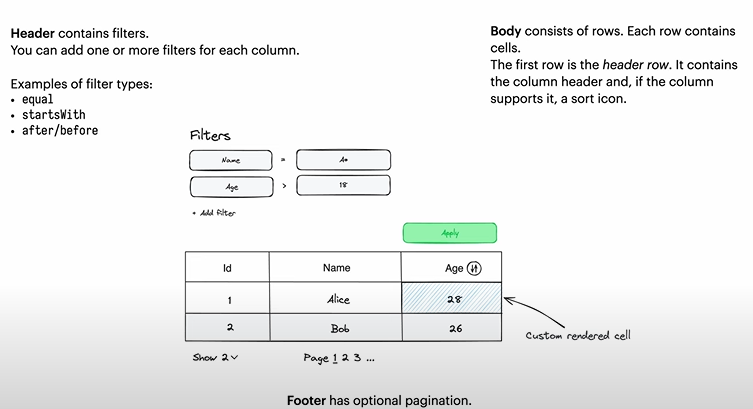 Header contains filters.
You can add one or more filters for each column.
Examples of filter types:
• equal
• startsWith
• after/before
Body consists of rows. Each row contains
cells.
The first row is the header row. It contains
the column header and, if the column
supports it, a sort icon.
Filters
Name = A*
Age > 18
+ Add filter
Apply
Id Name Age
1 Alice 28
2 Bob 26
Custom rendered cell
Show 2
Page 1 2 3 ...
Footer has optional pagination.